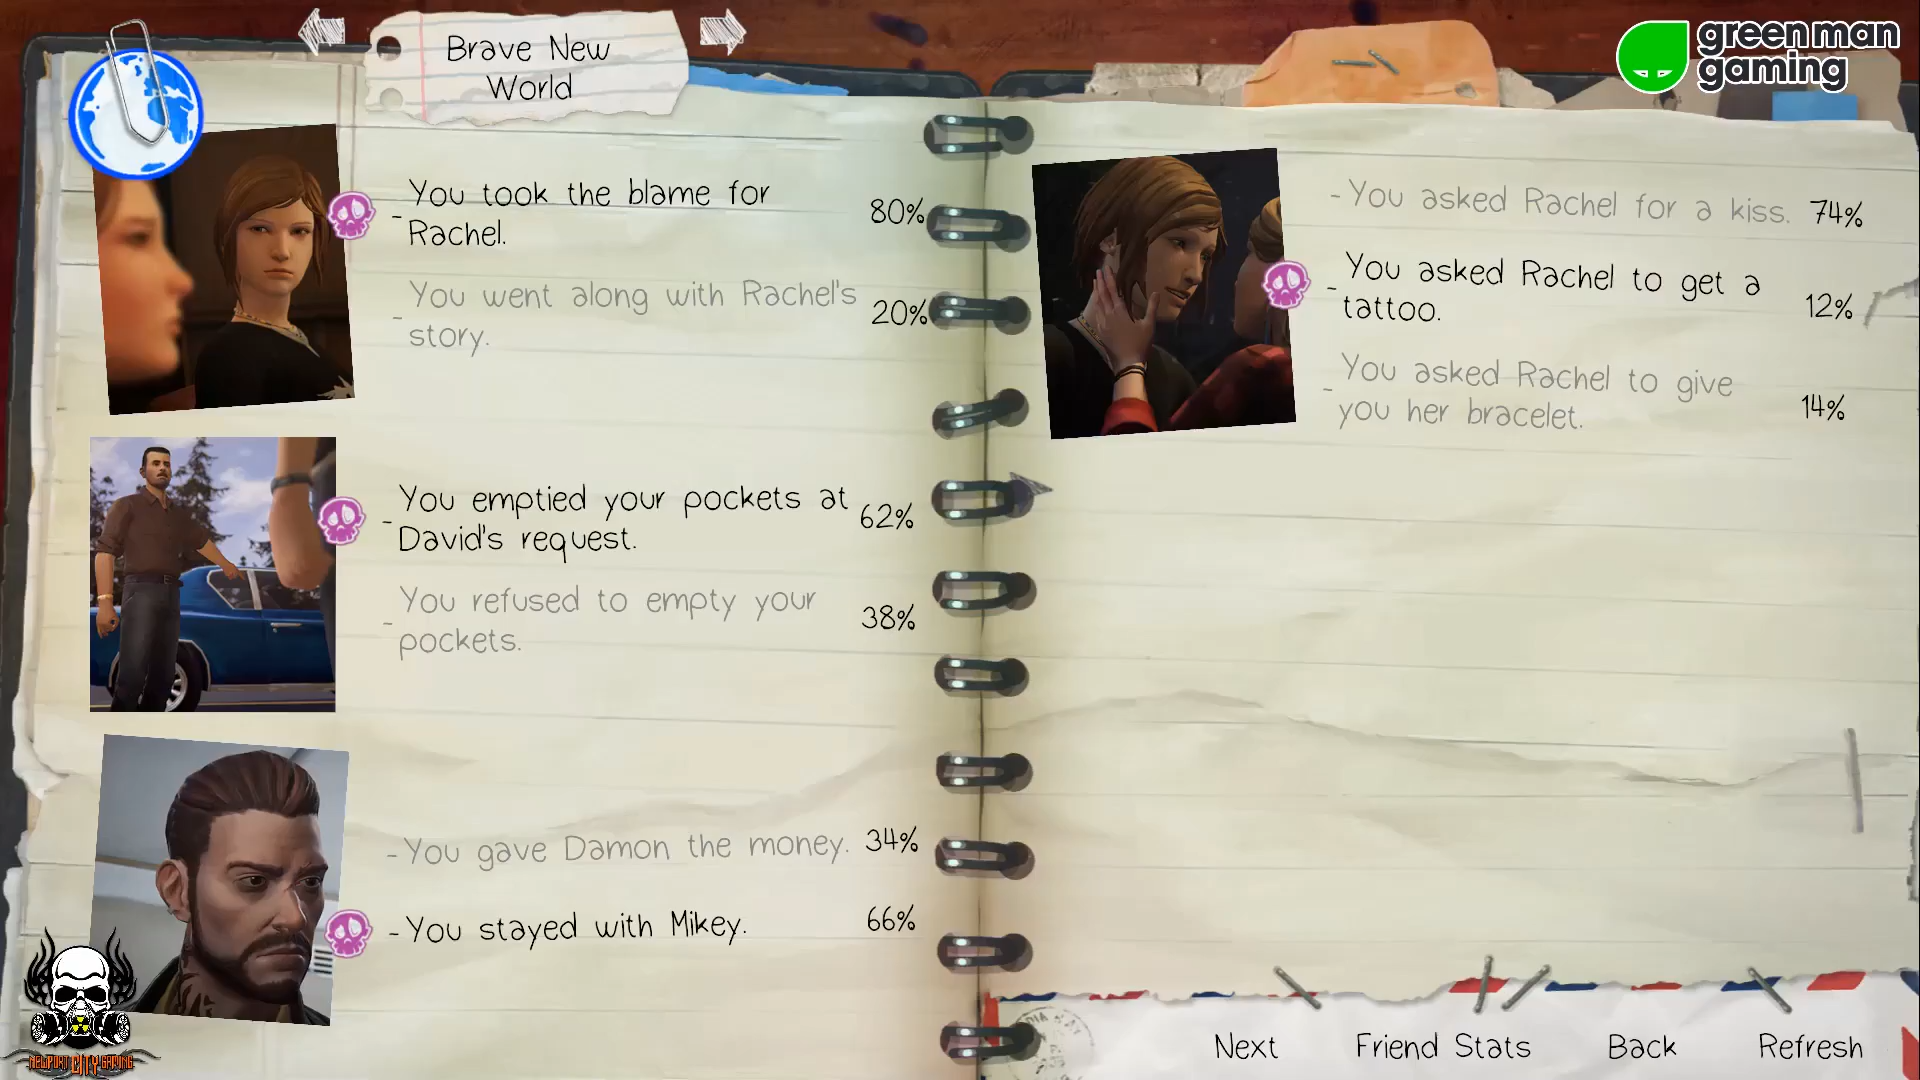 Brave New
World
green man
gaming
- You took the blame for
Rachel.
80%
- You went along with Rachel's
story.
20%
- You emptied your pockets at
David's request.
62%
- You refused to empty your
pockets.
38%
- You gave Damon the money. 34%
- You stayed with Mikey. 66%
- You asked Rachel for a kiss. 74%
- You asked Rachel to get a
tattoo.
12%
- You asked Rachel to give
you her bracelet.
14%
NEWPORT CITY GAMING
Next Friend Stats Back Refresh